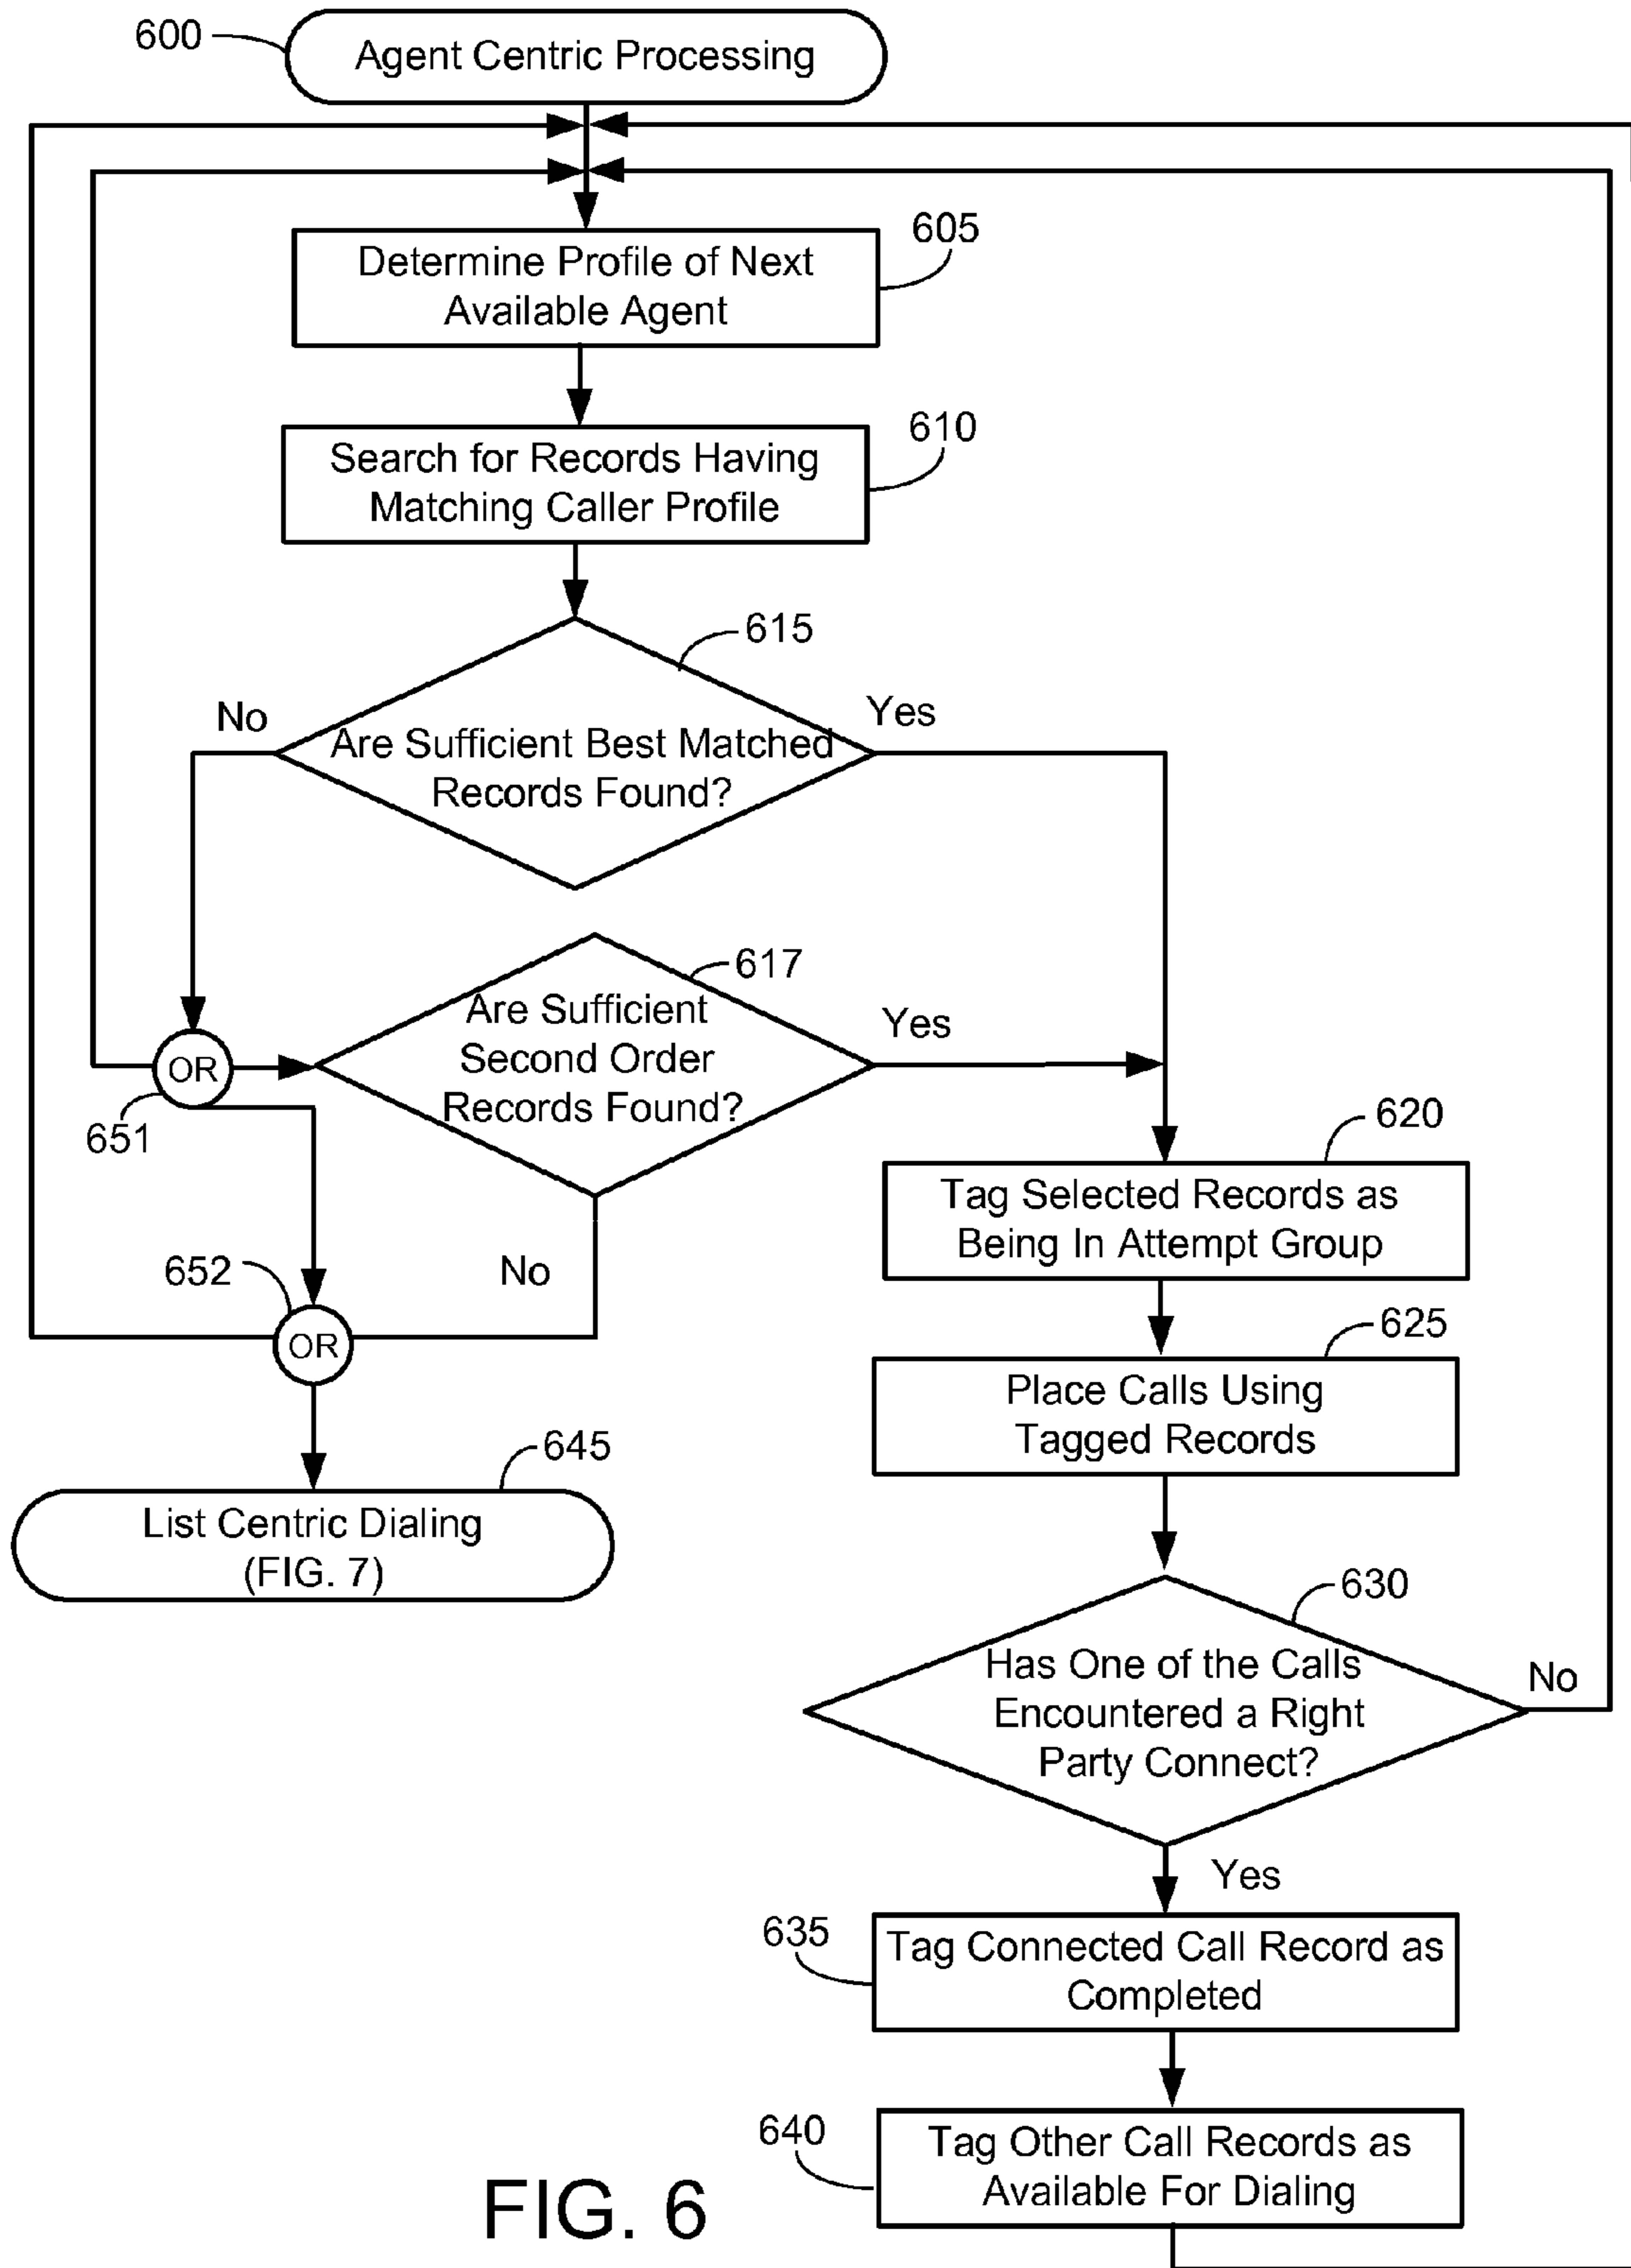 600
Agent Centric Processing
605
Determine Profile of Next
Available Agent
610
Search for Records Having
Matching Caller Profile
615
No
Yes
Are Sufficient Best Matched
Records Found?
617
Are Sufficient
Second Order
Records Found?
Yes
OR
651
620
Tag Selected Records as
Being In Attempt Group
652
No
OR
625
Place Calls Using
Tagged Records
645
List Centric Dialing
(FIG. 7)
630
Has One of the Calls
Encountered a Right
Party Connect?
No
Yes
635
Tag Connected Call Record as
Completed
640
Tag Other Call Records as
Available For Dialing
FIG. 6